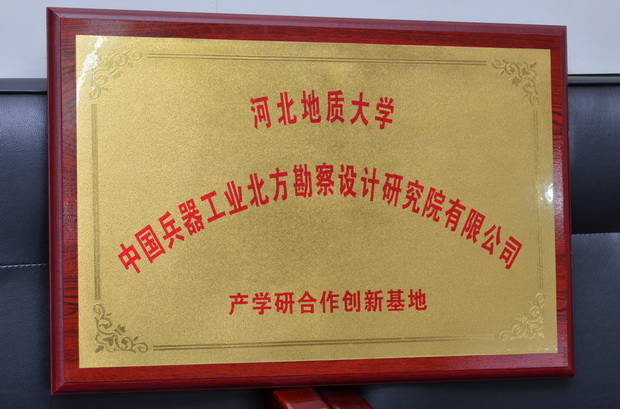 河北地质大学
中国兵器工业北方勘察设计研究院有限公司
产学研合作创新基地